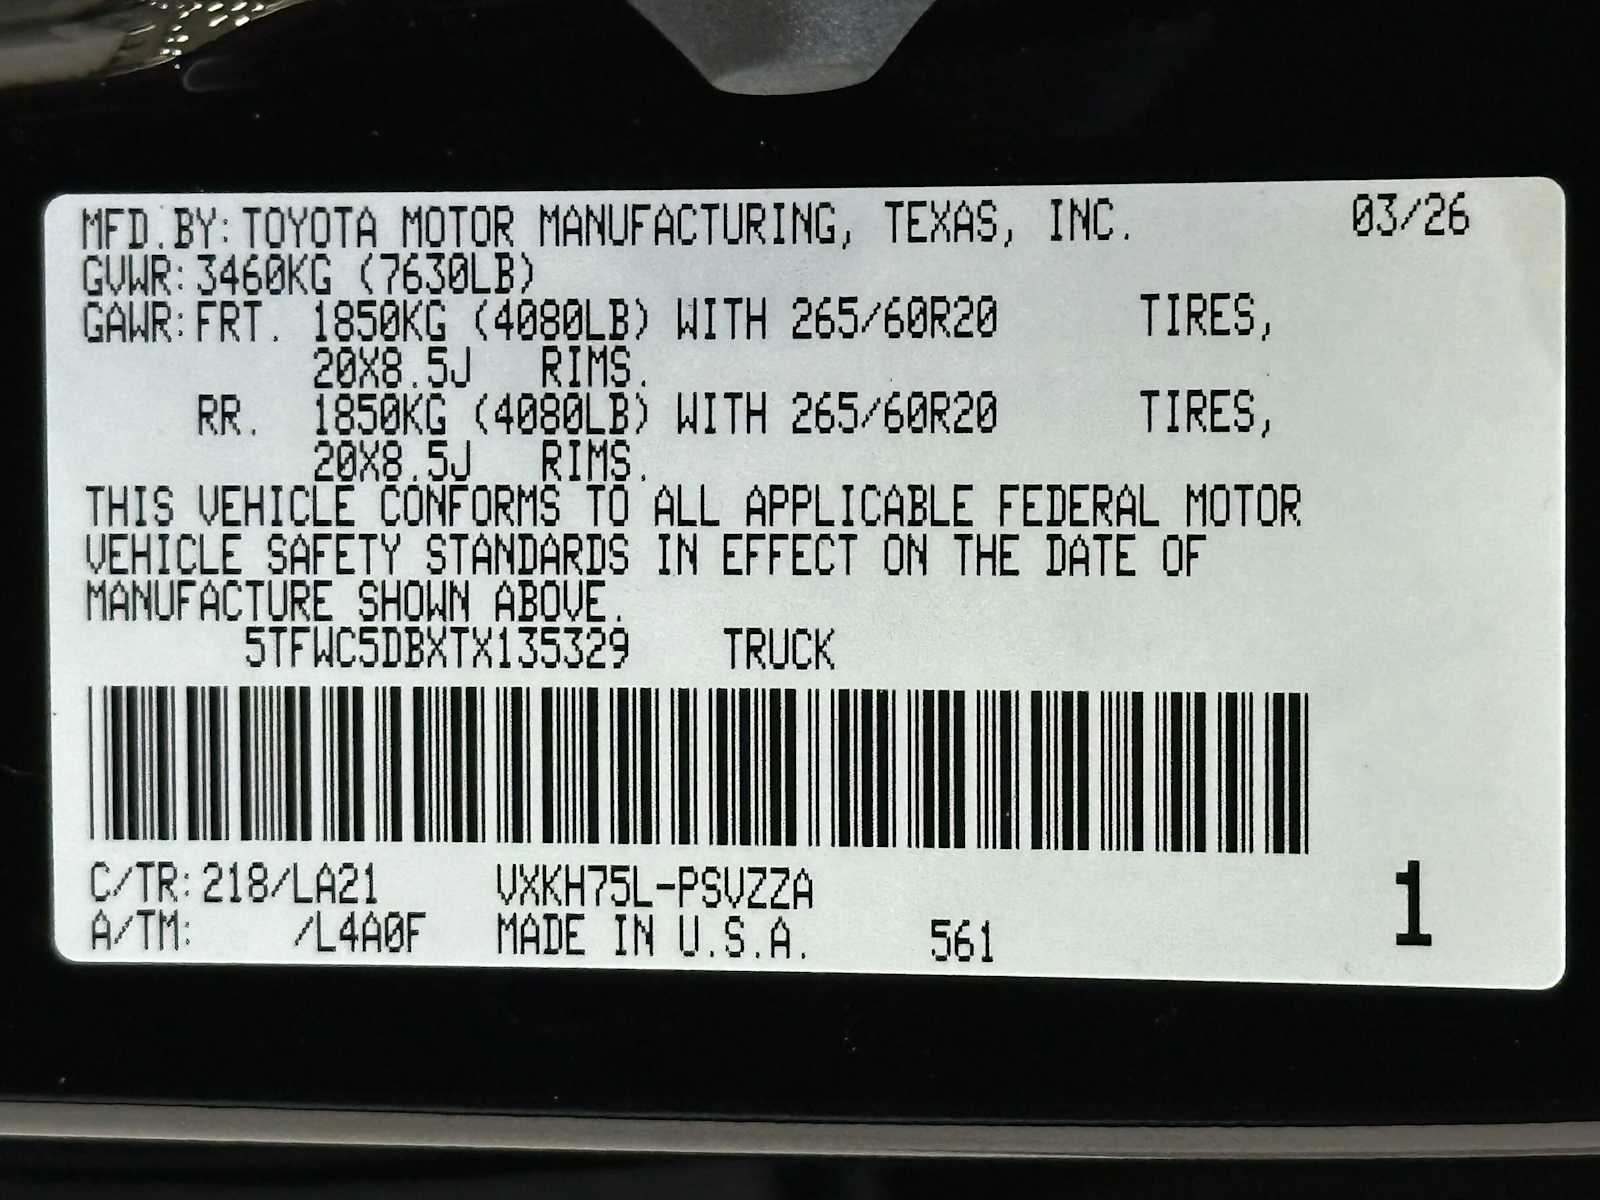 MFD.BY:TOYOTA MOTOR MANUFACTURING, TEXAS, INC. 03/26
GVWR:3460KG (7630LB)
GAWR:FRT. 1850KG (4080LB) WITH 265/60R20 TIRES,
20X8.5J RIMS.
RR. 1850KG (4080LB) WITH 265/60R20 TIRES,
20X8.5J RIMS.
THIS VEHICLE CONFORMS TO ALL APPLICABLE FEDERAL MOTOR
VEHICLE SAFETY STANDARDS IN EFFECT ON THE DATE OF
MANUFACTURE SHOWN ABOVE.
5TFWC5DBXTX135329 TRUCK
C/TR:218/LA21 VXKH75L-PSVZZA 1
A/TM: /L4A0F MADE IN U.S.A. 561